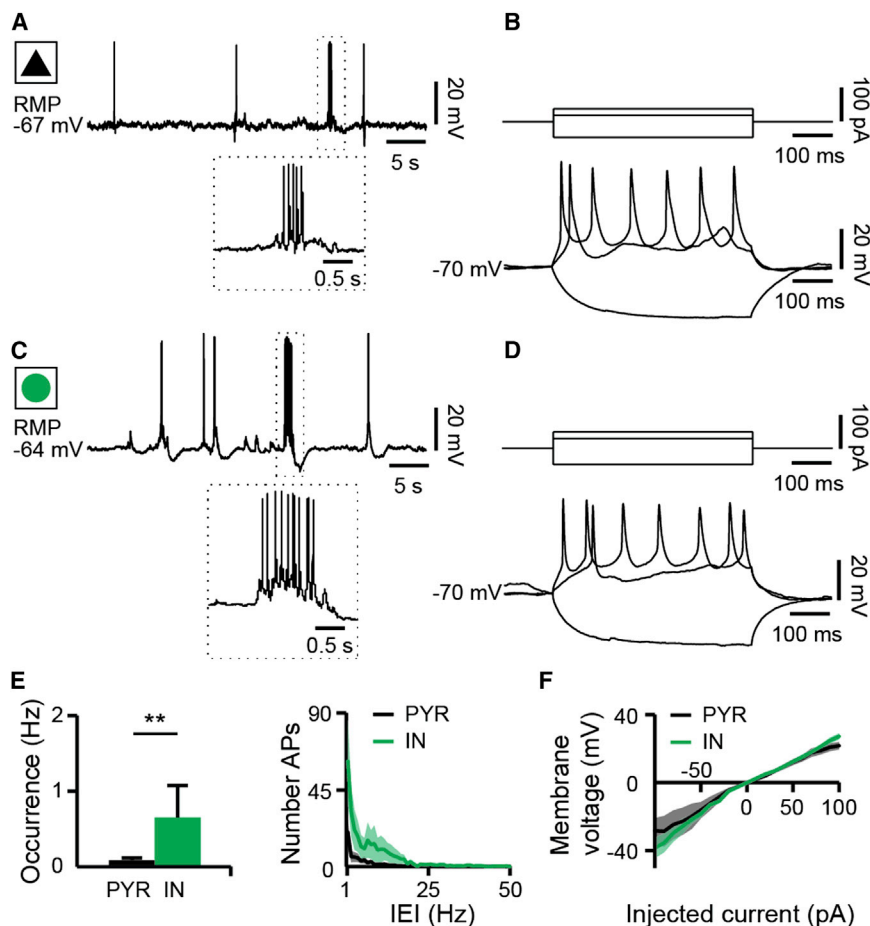 A
RMP
-67 mV
20 mV
5 s
0.5 s
B
100 pA
100 ms
-70 mV
20 mV
100 ms
C
RMP
-64 mV
20 mV
5 s
0.5 s
D
100 pA
100 ms
-70 mV
20 mV
100 ms
E
Occurrence (Hz)
2
1
0
**
PYR IN
Number APs
90
45
0
PYR
IN
1 25 50
IEI (Hz)
F
Membrane
voltage (mV)
40
0
-40
PYR
IN
-50
0 50 100
Injected current (pA)